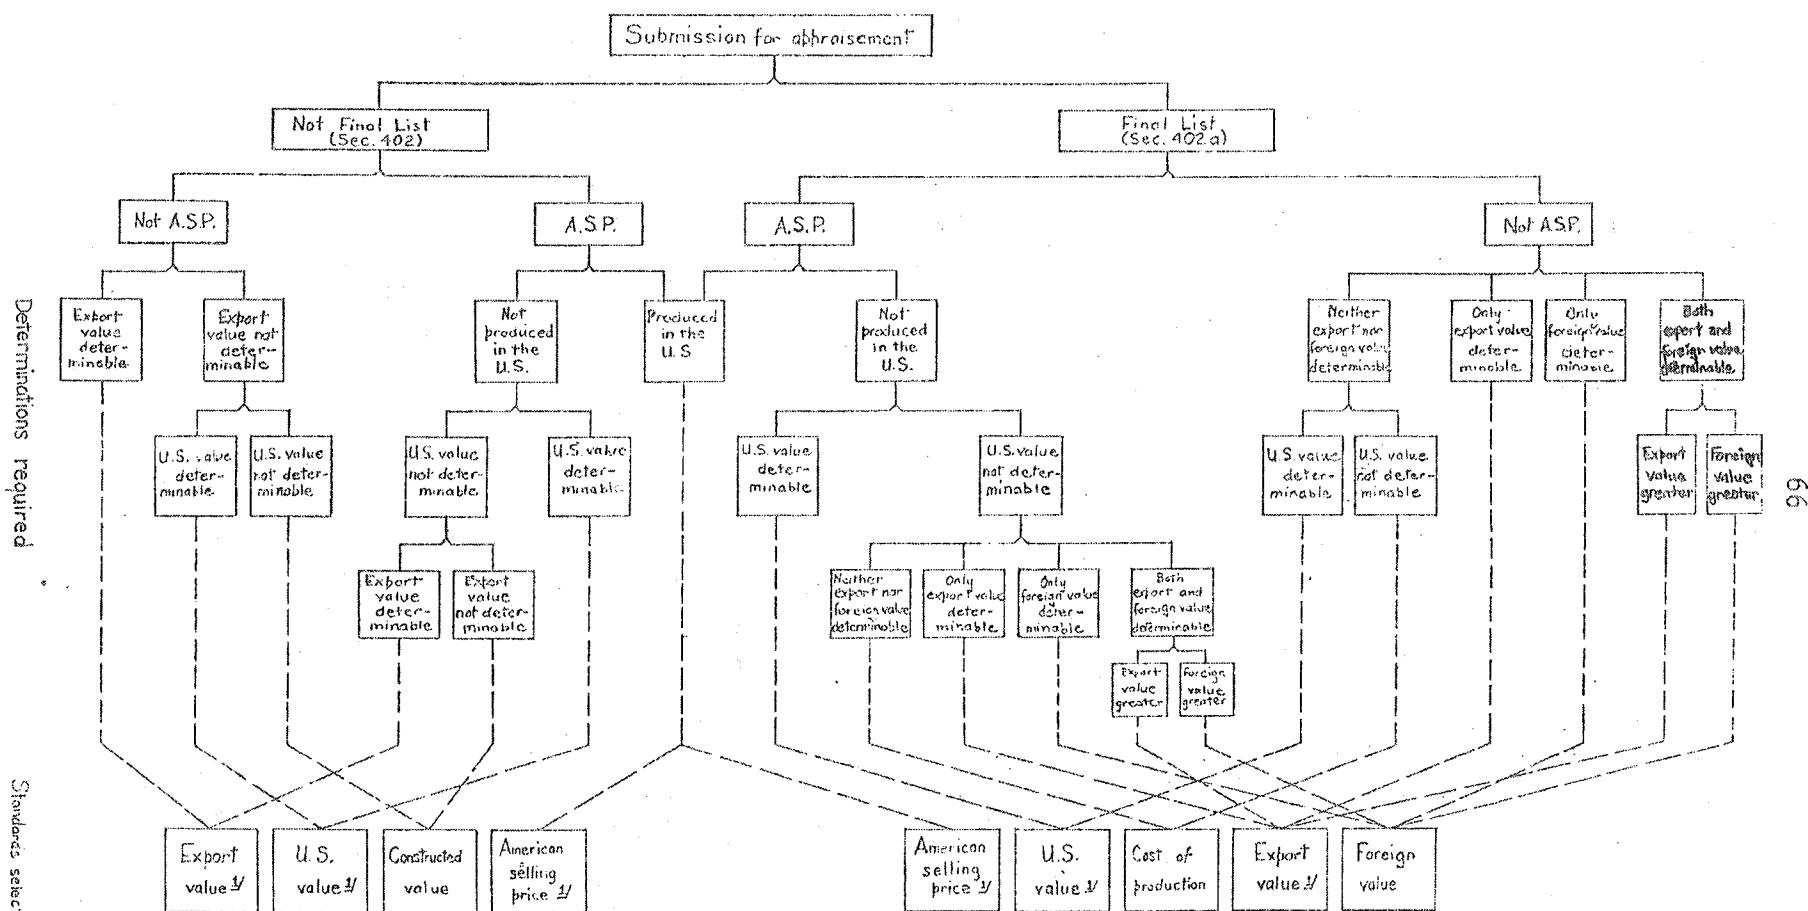 Submission for appraisement
Not Final List
(Sec. 402)
Final List
(Sec. 402a)
Not A.S.P.
A.S.P.
A.S.P.
Not A.S.P.
Export
value
deter-
minable
Export
value not
deter-
minable
Not
produced
in the
U.S.
Produced
in the
U.S
Not
produced
in the
U.S.
Neither
export nor
foreign value
determinable
Only
export value
deter-
minable
Only
foreign value
deter-
minable
Both
export and
foreign value
determinable
U.S. value
deter-
minable
U.S. value
not deter-
minable
U.S. value
not deter-
minable
U.S. value
deter-
minable
U.S. value
deter-
minable
U.S. value
not deter-
minable
U.S. value
deter-
minable
U.S. value
not deter-
minable
Export
value
greater
Foreign
value
greater
Export
value
deter-
minable
Export
value
not deter-
minable
Neither
export nor
foreign value
determinable
Only
export value
deter-
minable
Only
foreign value
deter-
minable
Both
export and
foreign value
determinable
Export
value
greater
Foreign
value
greater
Export
value 1/
U.S.
value 1/
Constructed
value
American
selling
price 1/
American
selling
price 1/
U.S.
value 1/
Cost of
production
Export
value 1/
Foreign
value
Determinations required
Standards selec
66